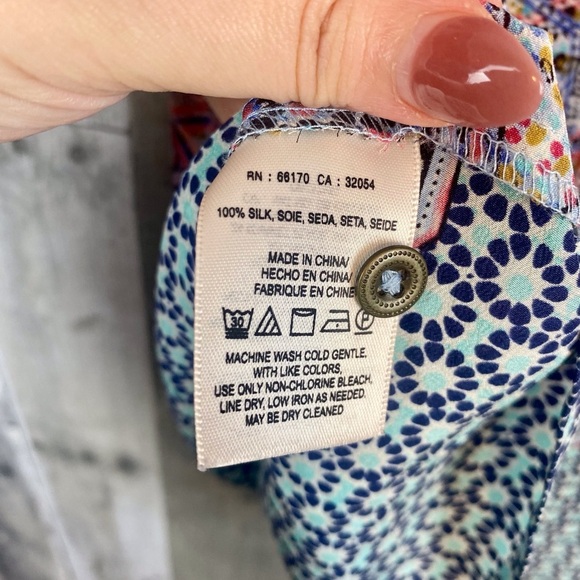 RN : 66170 CA : 32054
100% SILK, SOIE, SEDA, SETA, SEIDE
MADE IN CHINA/
HECHO EN CHINA/
FABRIQUE EN CHINE
30
MACHINE WASH COLD GENTLE.
WITH LIKE COLORS,
USE ONLY NON-CHLORINE BLEACH,
LINE DRY, LOW IRON AS NEEDED.
MAY BE DRY CLEANED